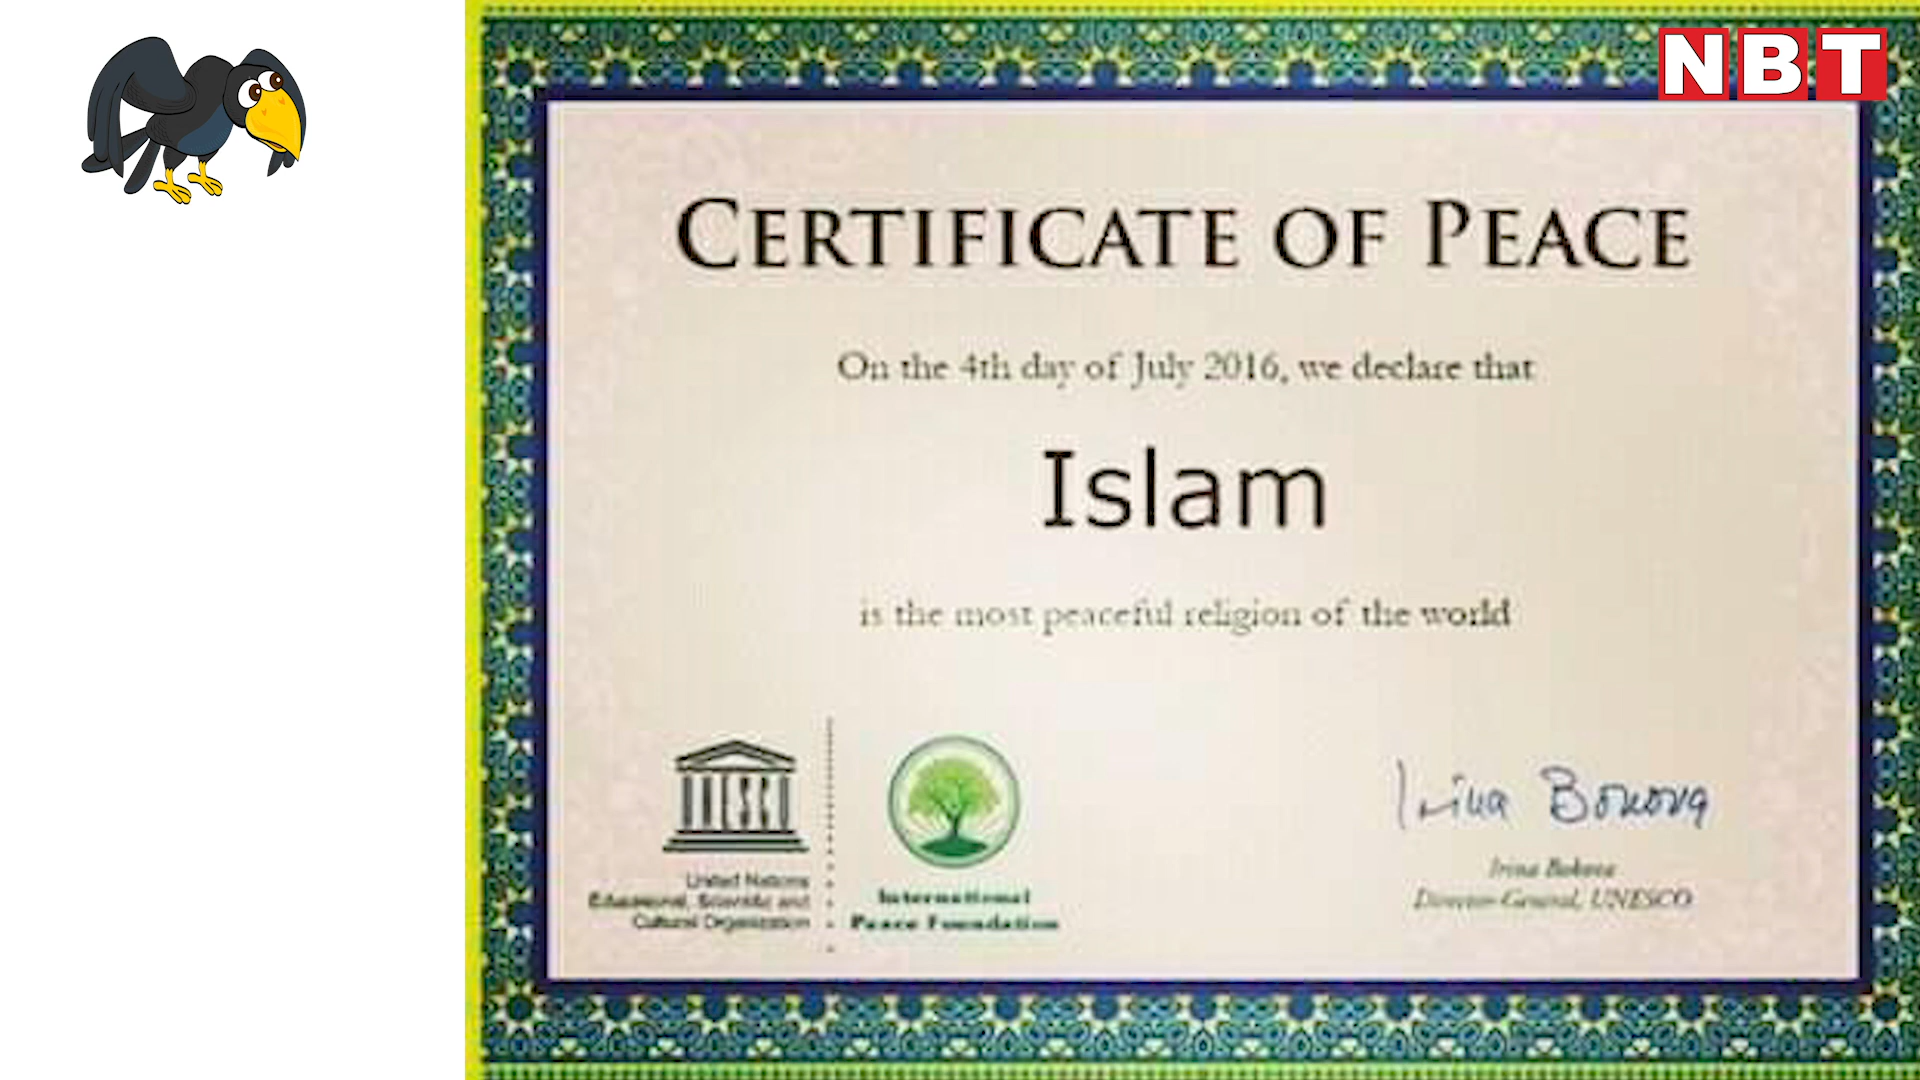 NBT
CERTIFICATE OF PEACE
On the 4th day of July 2016, we declare that
Islam
is the most peaceful religion of the world
UNESCO
United Nations
Educational, Scientific and
Cultural Organization
International
Peace Foundation
Irina Bokova
Irina Bokova
Director-General, UNESCO